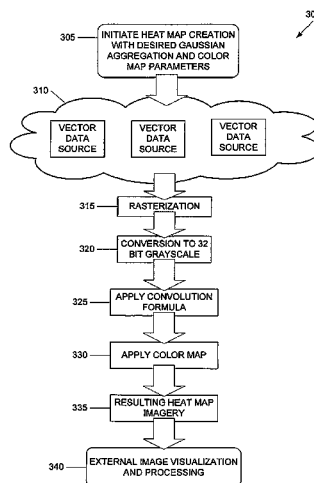 30
305
INITIATE HEAT MAP CREATION
WITH DESIRED GAUSSIAN
AGGREGATION AND COLOR
MAP PARAMETERS
310
VECTOR
DATA
SOURCE
VECTOR
DATA
SOURCE
VECTOR
DATA
SOURCE
315
RASTERIZATION
320
CONVERSION TO 32
BIT GRAYSCALE
325
APPLY CONVOLUTION
FORMULA
330
APPLY COLOR MAP
335
RESULTING HEAT MAP
IMAGERY
340
EXTERNAL IMAGE VISUALIZATION
AND PROCESSING